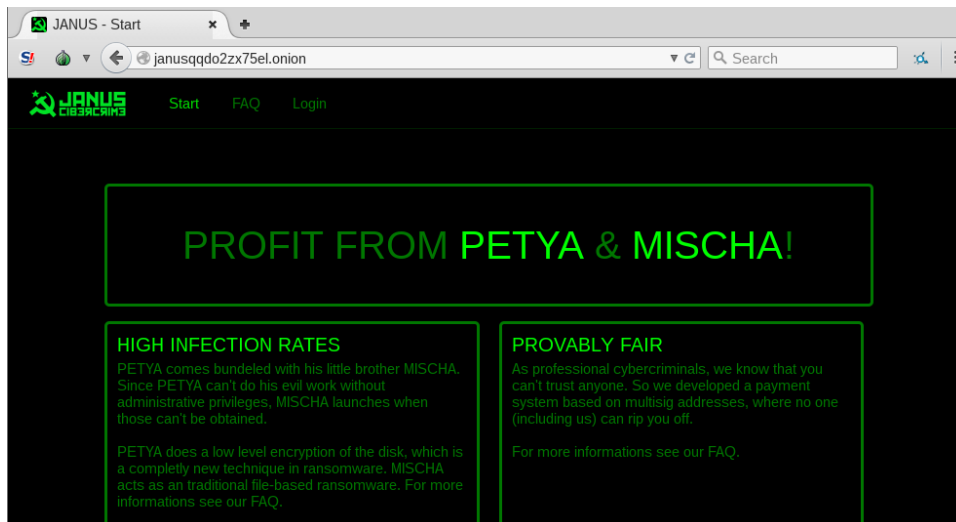 JANUS - Start
janusqqdo2zx75el.onion
Search
JANUS
CIBERCRIME
Start FAQ Login
PROFIT FROM PETYA & MISCHA!
HIGH INFECTION RATES
PETYA comes bundeled with his little brother MISCHA.
Since PETYA can't do his evil work without
administrative privileges, MISCHA launches when
those can't be obtained.
PETYA does a low level encryption of the disk, which is
a completly new technique in ransomware. MISCHA
acts as an traditional file-based ransomware. For more
informations see our FAQ.
PROVABLY FAIR
As professional cybercriminals, we know that you
can't trust anyone. So we developed a payment
system based on multisig addresses, where no one
(including us) can rip you off.
For more informations see our FAQ.